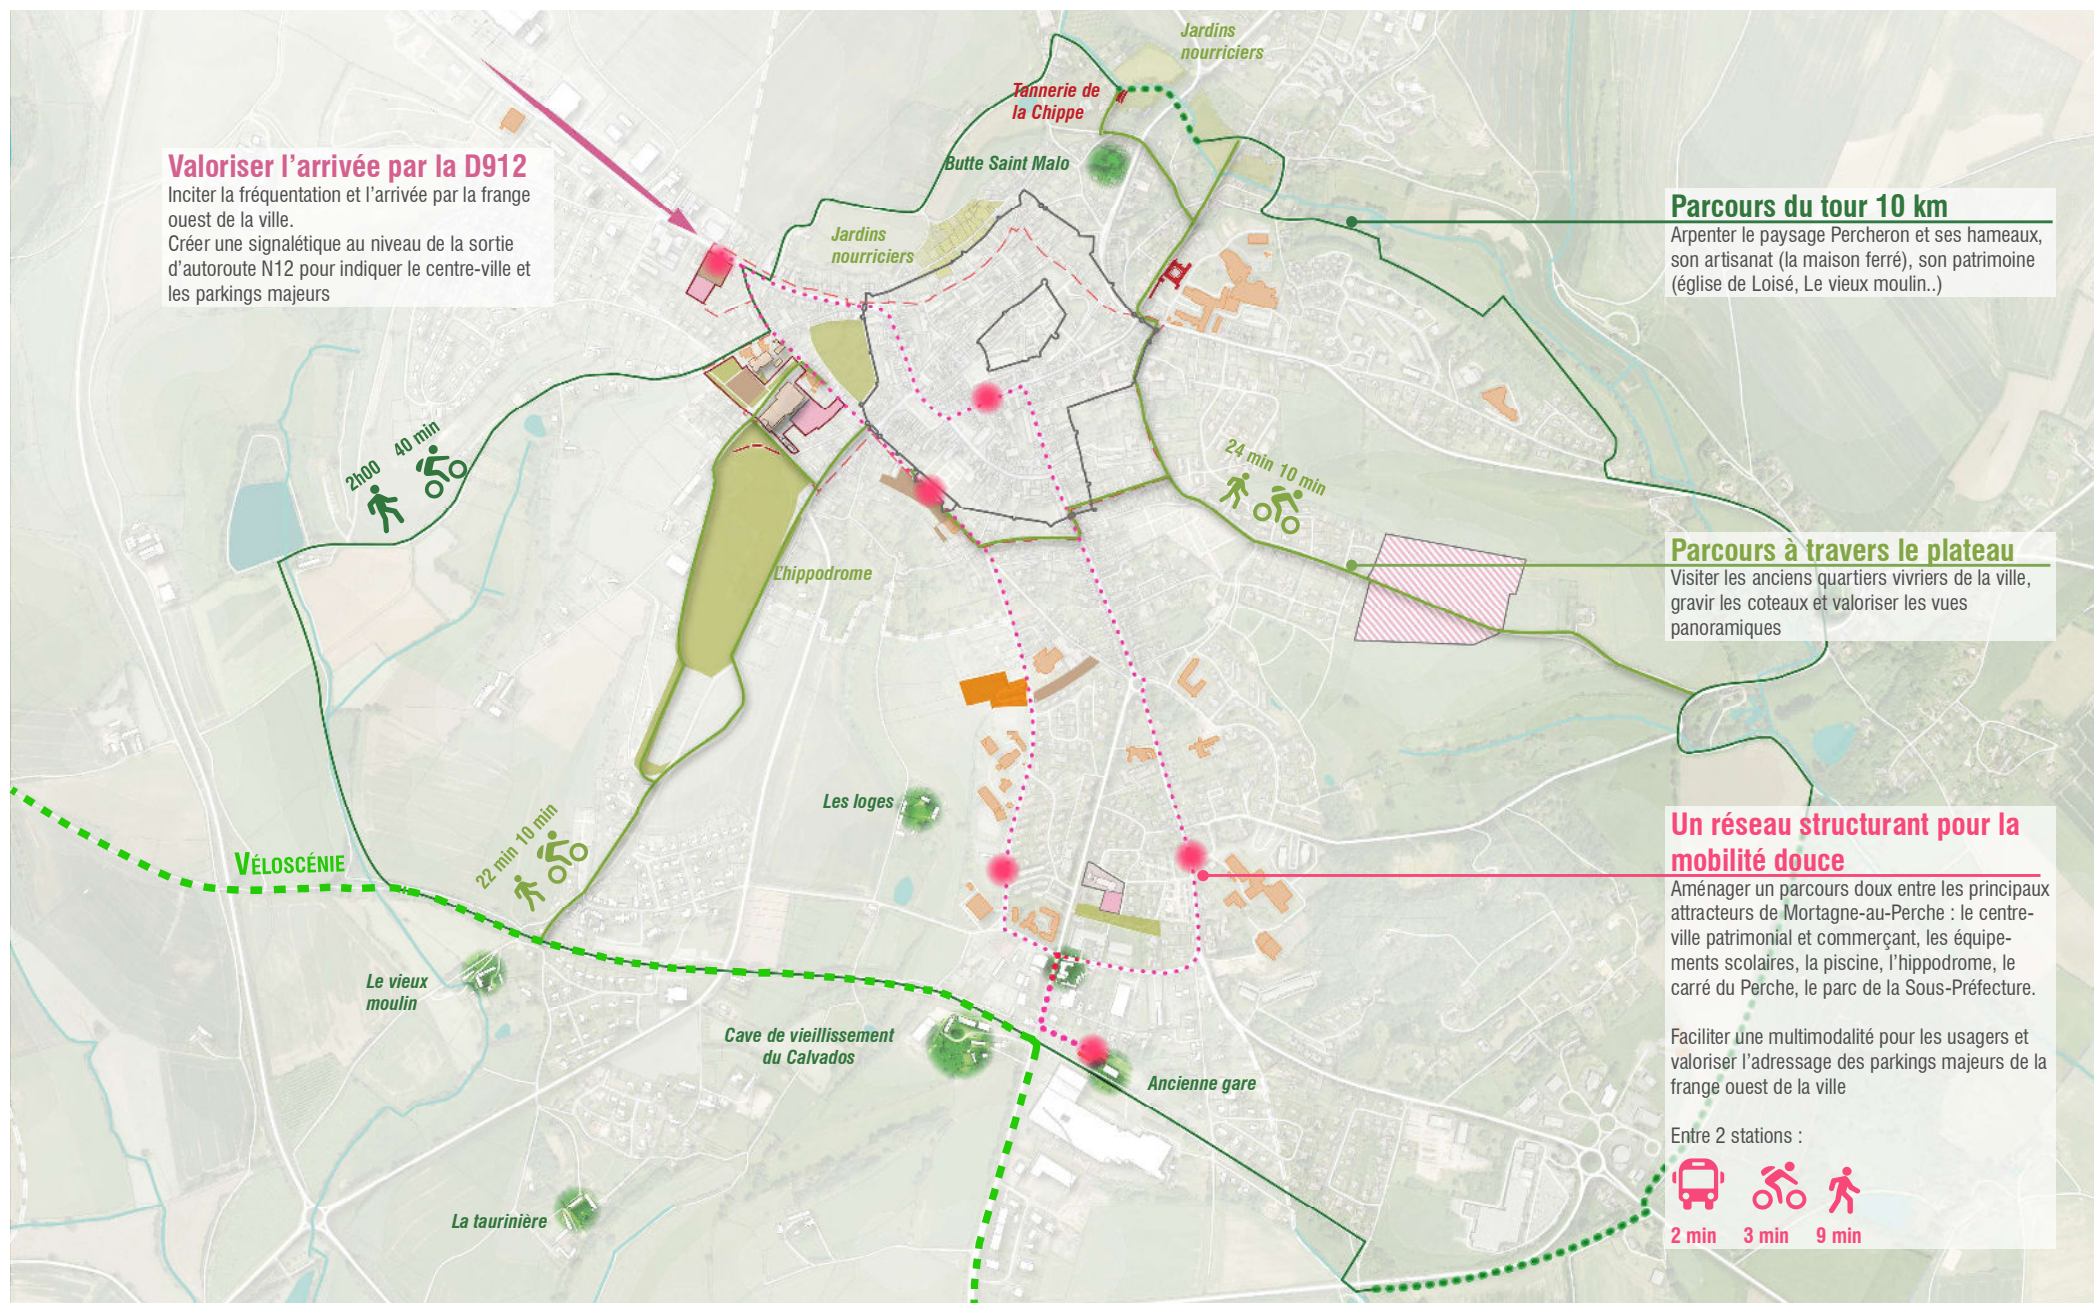 Jardins
nourriciers
Tannerie de
la Chippe
Butte Saint Malo
Valoriser l'arrivée par la D912
Inciter la fréquentation et l'arrivée par la frange
ouest de la ville.
Créer une signalétique au niveau de la sortie
d'autoroute N12 pour indiquer le centre-ville et
les parkings majeurs
Jardins
nourriciers
Parcours du tour 10 km
Arpenter le paysage Percheron et ses hameaux,
son artisanat (la maison ferré), son patrimoine
(église de Loisé, Le vieux moulin..)
2h00 40 min
24 min 10 min
L'hippodrome
Parcours à travers le plateau
Visiter les anciens quartiers vivriers de la ville,
gravir les coteaux et valoriser les vues
panoramiques
Les loges
22 min 10 min
VÉLOSCÉNIE
Un réseau structurant pour la
mobilité douce
Aménager un parcours doux entre les principaux
attracteurs de Mortagne-au-Perche : le centre-
ville patrimonial et commerçant, les équipe-
ments scolaires, la piscine, l'hippodrome, le
carré du Perche, le parc de la Sous-Préfecture.
Faciliter une multimodalité pour les usagers et
valoriser l'adressage des parkings majeurs de la
frange ouest de la ville
Entre 2 stations :
2 min 3 min 9 min
Le vieux
moulin
Cave de vieillissement
du Calvados
Ancienne gare
La taurinière